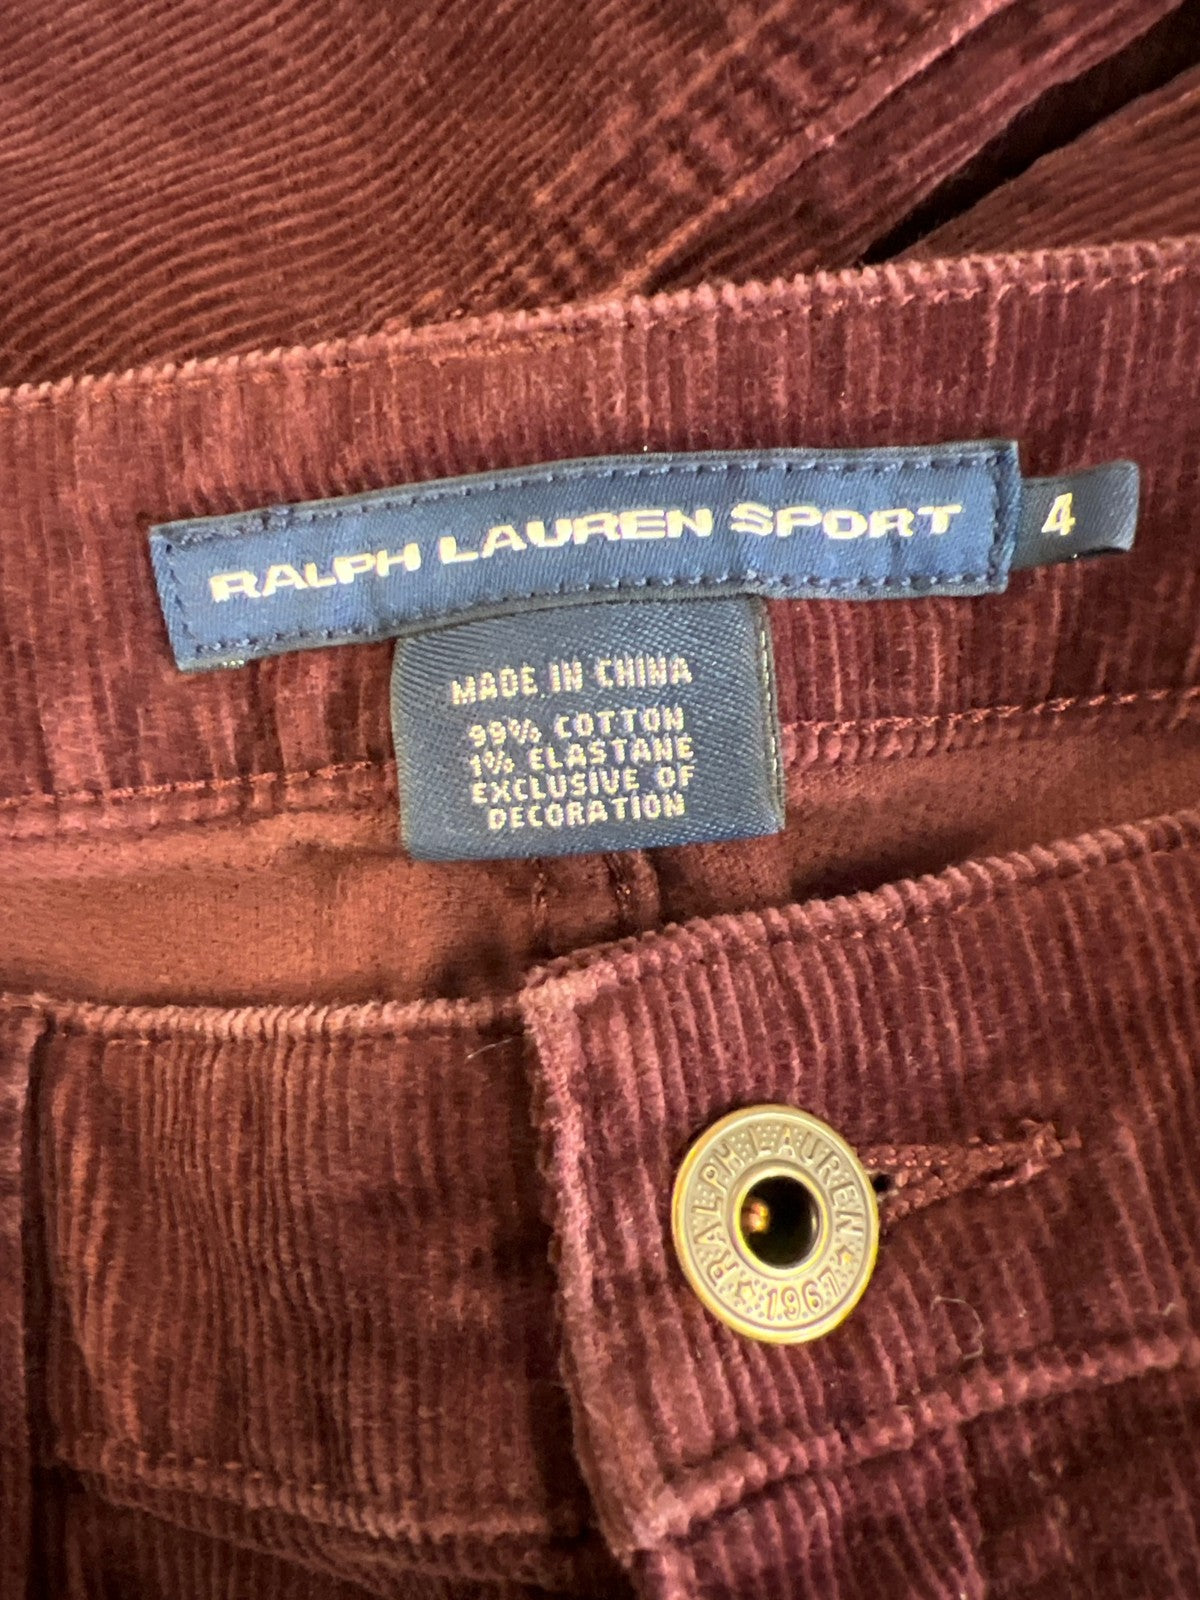 RALPH LAUREN SPORT
4
MADE IN CHINA
99% COTTON
1% ELASTANE
EXCLUSIVE OF
DECORATION
RALPH LAUREN
1967